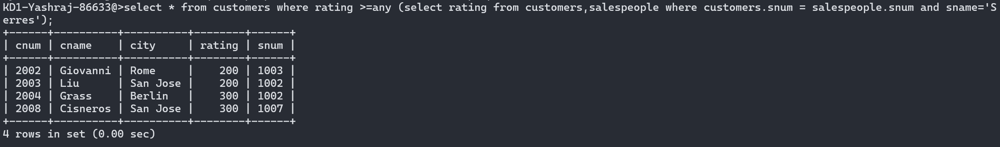 KD1-Yashraj-86633@>select * from customers where rating >=any (select rating from customers,salespeople where customers.snum = salespeople.snum and sname='S
erres');
+------+----------+----------+--------+------+
| cnum | cname    | city     | rating | snum |
+------+----------+----------+--------+------+
| 2002 | Giovanni | Rome     |    200 | 1003 |
| 2003 | Liu      | San Jose |    200 | 1002 |
| 2004 | Grass    | Berlin   |    300 | 1002 |
| 2008 | Cisneros | San Jose |    300 | 1007 |
+------+----------+----------+--------+------+
4 rows in set (0.00 sec)